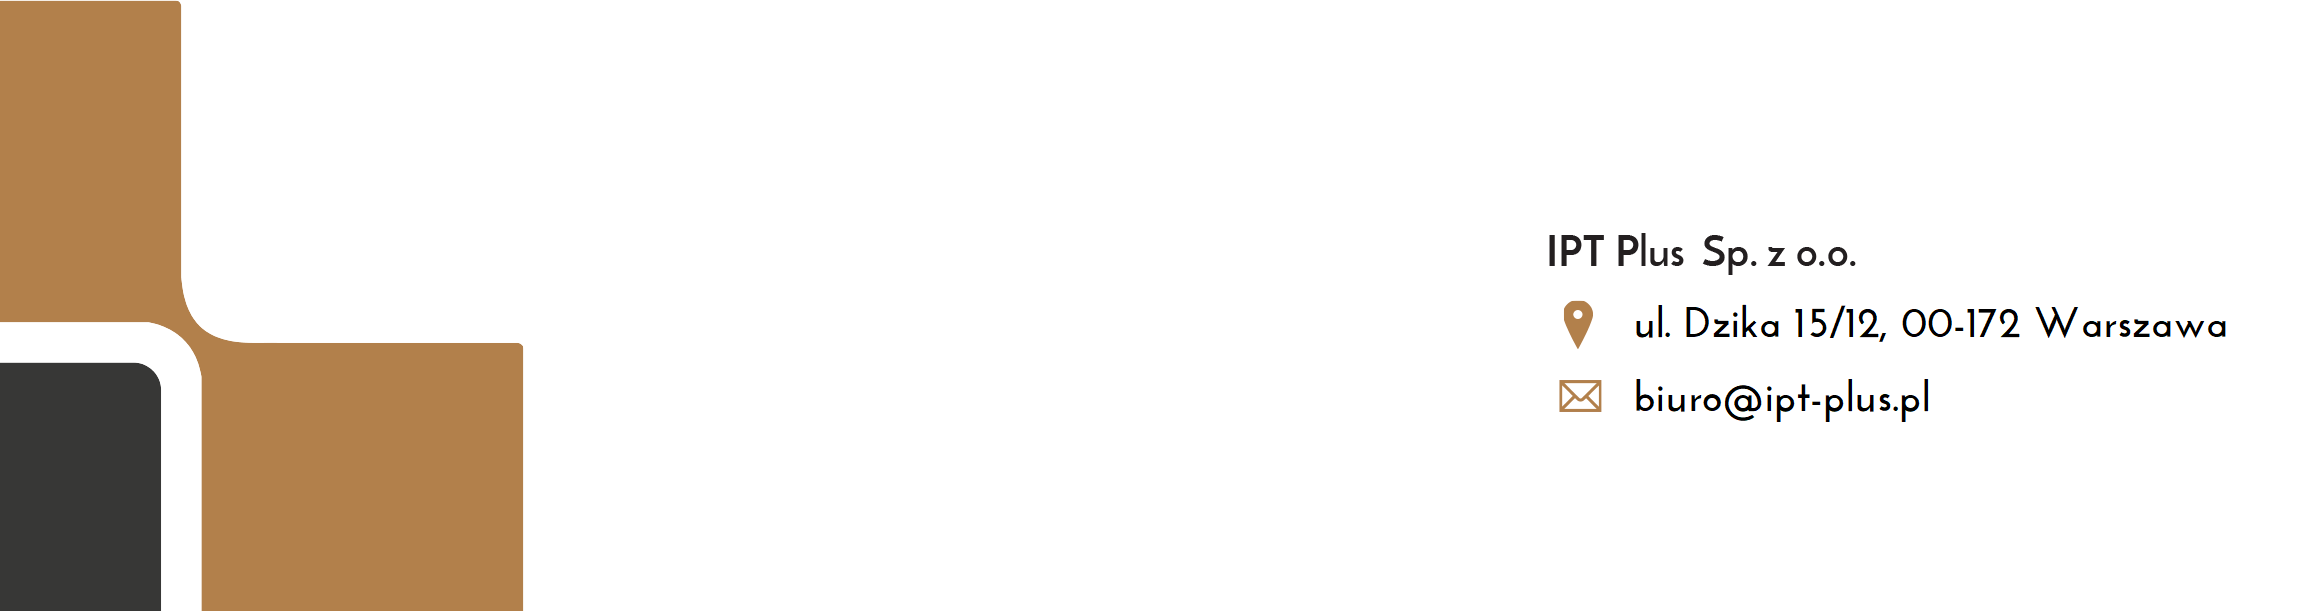 IPT Plus Sp. z o.o.
ul. Dzika 15/12, 00-172 Warszawa
biuro@ipt-plus.pl